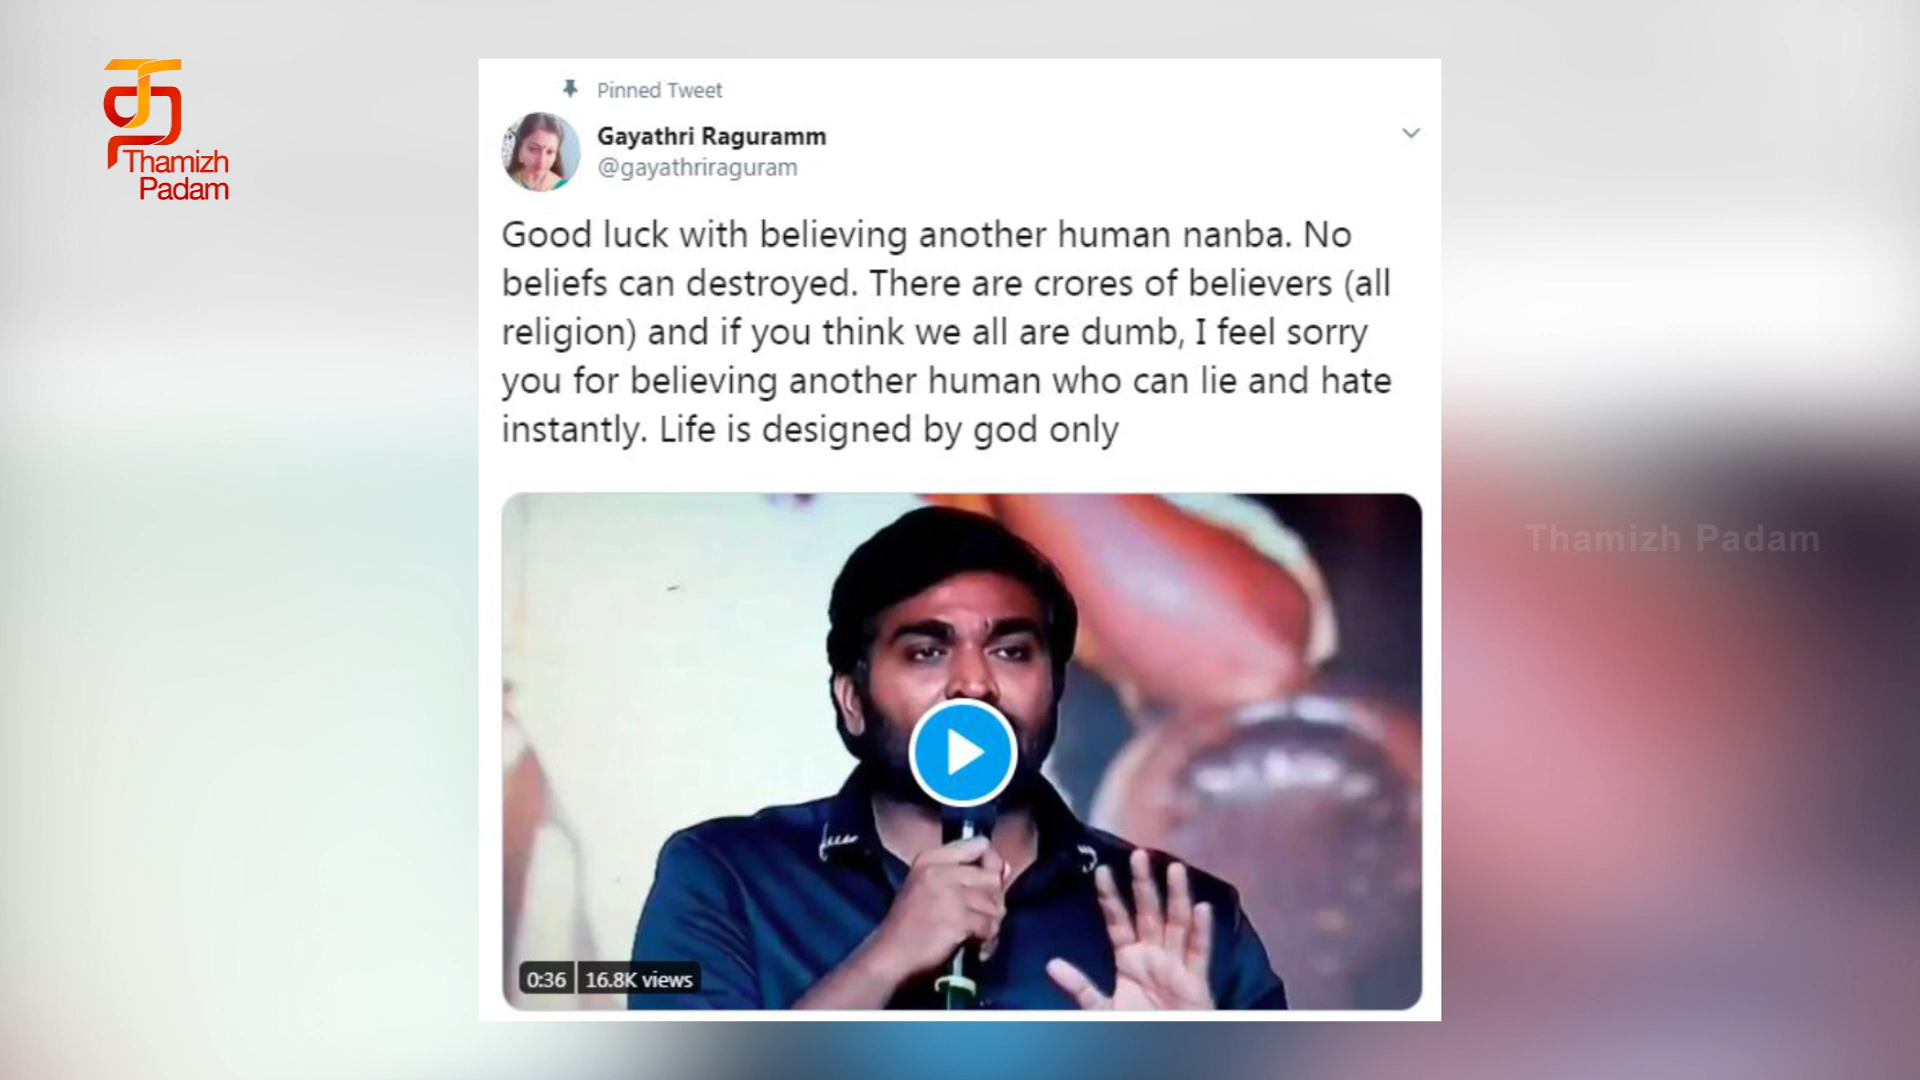 Thamizh
Padam
Pinned Tweet
Gayathri Raguramm
@gayathriraguram
Good luck with believing another human nanba. No
beliefs can destroyed. There are crores of believers (all
religion) and if you think we all are dumb, I feel sorry
you for believing another human who can lie and hate
instantly. Life is designed by god only
Thamizh Padam
0:36 16.8K views